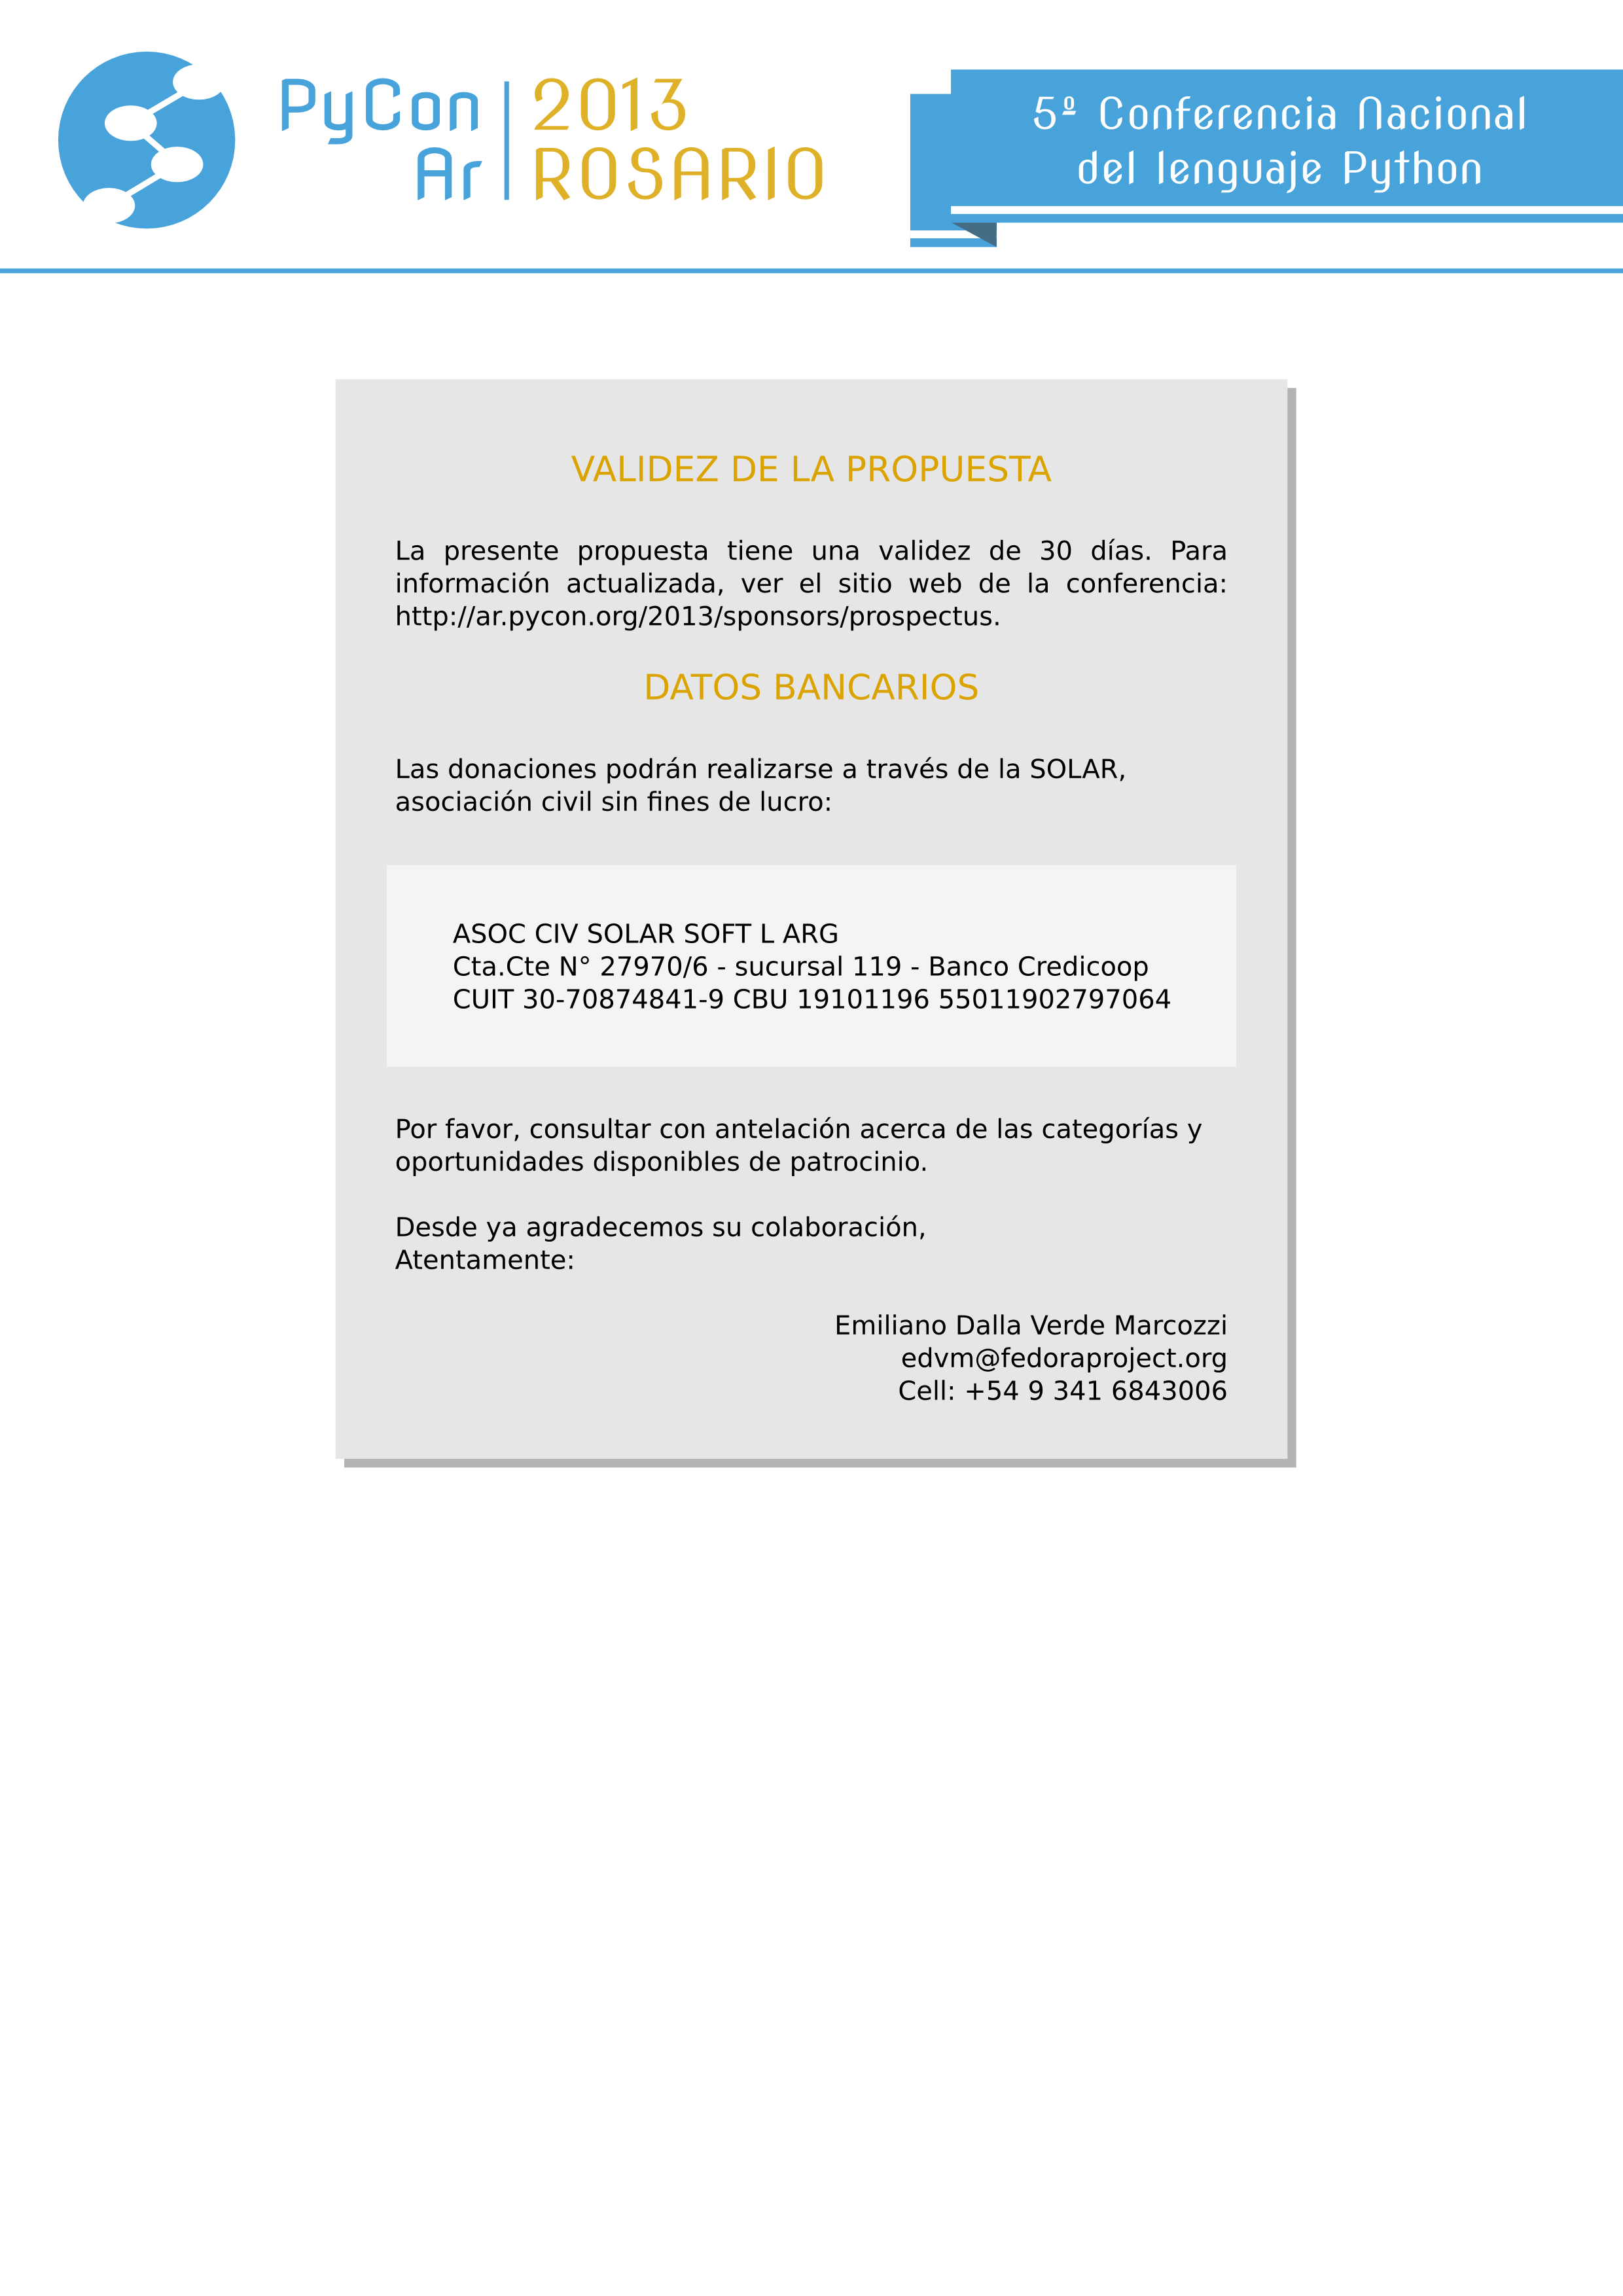 PyCon Ar
2013 ROSARIO
5º Conferencia Nacional
del lenguaje Python
VALIDEZ DE LA PROPUESTA
La presente propuesta tiene una validez de 30 días. Para
información actualizada, ver el sitio web de la conferencia:
http://ar.pycon.org/2013/sponsors/prospectus.
DATOS BANCARIOS
Las donaciones podrán realizarse a través de la SOLAR,
asociación civil sin fines de lucro:
ASOC CIV SOLAR SOFT L ARG
Cta.Cte N° 27970/6 - sucursal 119 - Banco Credicoop
CUIT 30-70874841-9 CBU 19101196 55011902797064
Por favor, consultar con antelación acerca de las categorías y
oportunidades disponibles de patrocinio.
Desde ya agradecemos su colaboración,
Atentamente:
Emiliano Dalla Verde Marcozzi
edvm@fedoraproject.org
Cell: +54 9 341 6843006